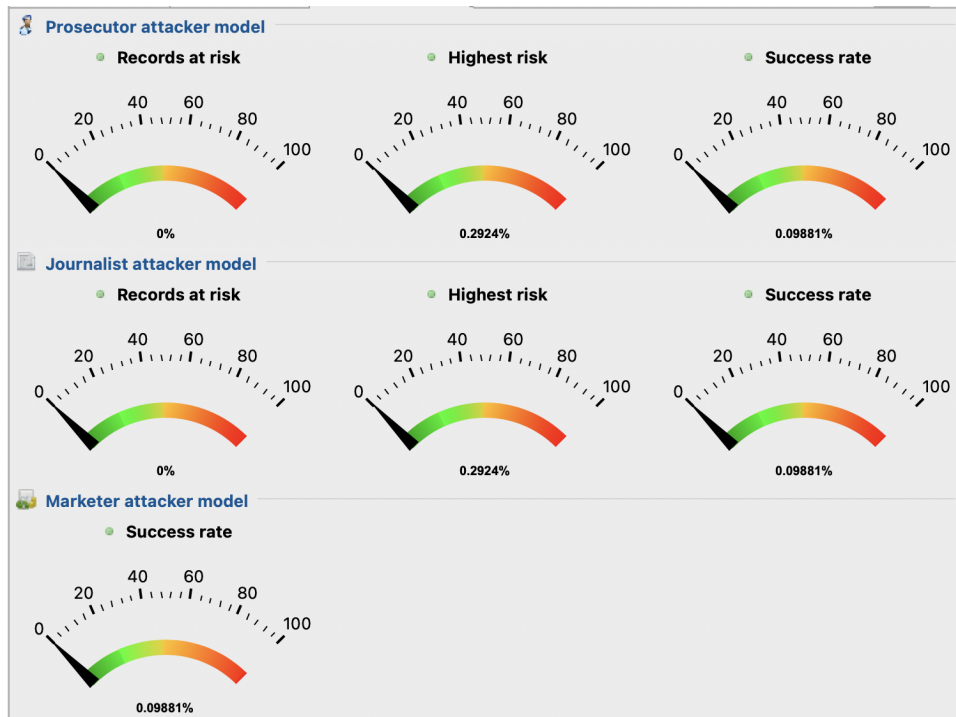 Prosecutor attacker model
Records at risk Highest risk Success rate
0 20 40 60 80 100 0 20 40 60 80 100 0 20 40 60 80 100
0% 0.2924% 0.09881%
Journalist attacker model
Records at risk Highest risk Success rate
0 20 40 60 80 100 0 20 40 60 80 100 0 20 40 60 80 100
0% 0.2924% 0.09881%
Marketer attacker model
Success rate
0 20 40 60 80 100
0.09881%